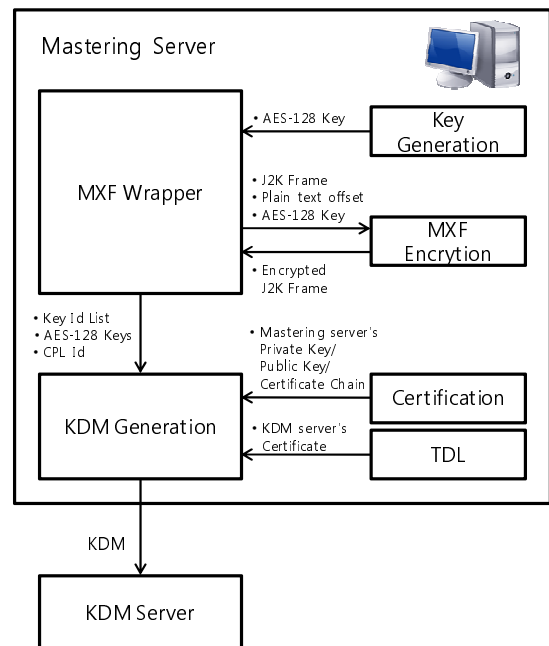 Mastering Server
• AES-128 Key
Key
Generation
MXF Wrapper
• J2K Frame
• Plain text offset
• AES-128 Key
MXF
Encrytion
• Encrypted
J2K Frame
• Key Id List
• AES-128 Keys
• CPL Id
• Mastering server's
Private Key/
Public Key/
Certificate Chain
Certification
KDM Generation
• KDM server's
Certificate
TDL
KDM
KDM Server